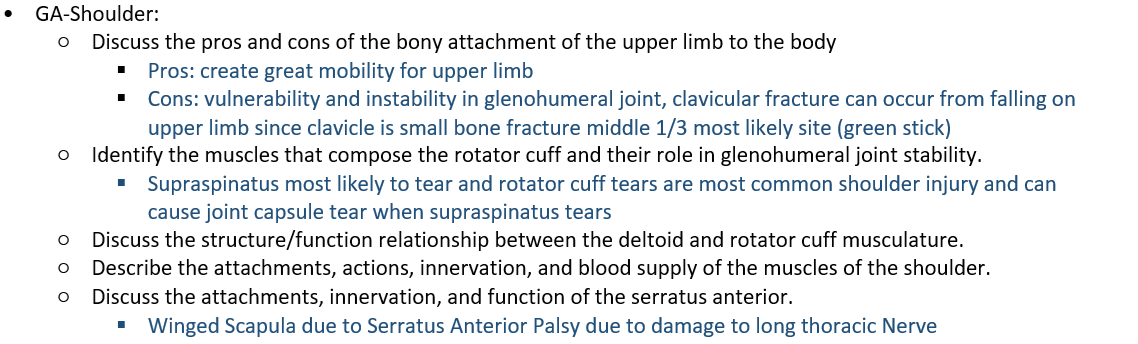 • GA-Shoulder:
o Discuss the pros and cons of the bony attachment of the upper limb to the body
▪ Pros: create great mobility for upper limb
▪ Cons: vulnerability and instability in glenohumeral joint, clavicular fracture can occur from falling on
upper limb since clavicle is small bone fracture middle 1/3 most likely site (green stick)
o Identify the muscles that compose the rotator cuff and their role in glenohumeral joint stability.
▪ Supraspinatus most likely to tear and rotator cuff tears are most common shoulder injury and can
cause joint capsule tear when supraspinatus tears
o Discuss the structure/function relationship between the deltoid and rotator cuff musculature.
o Describe the attachments, actions, innervation, and blood supply of the muscles of the shoulder.
o Discuss the attachments, innervation, and function of the serratus anterior.
▪ Winged Scapula due to Serratus Anterior Palsy due to damage to long thoracic Nerve